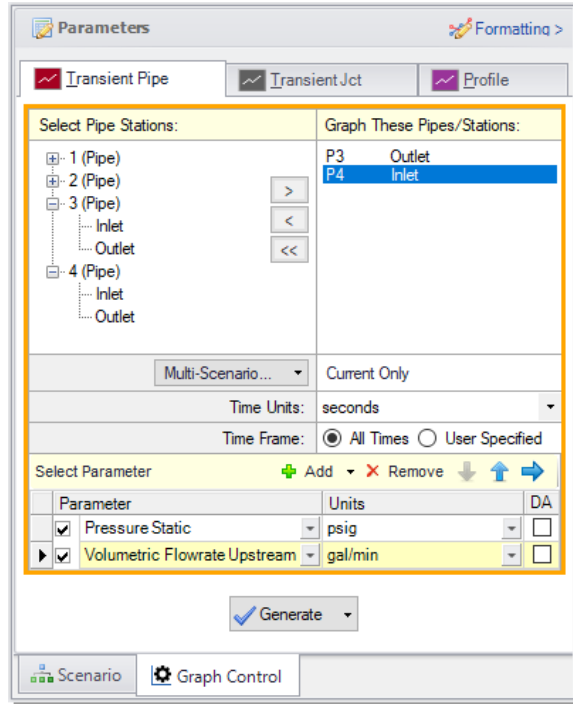 Parameters
Formatting >
Transient Pipe
Transient Jct
Profile
Select Pipe Stations:
Graph These Pipes/Stations:
1 (Pipe)
2 (Pipe)
3 (Pipe)
Inlet
Outlet
4 (Pipe)
Inlet
Outlet
>
<
<<
P3 Outlet
P4 Inlet
Multi-Scenario...
Current Only
Time Units:
seconds
Time Frame:
All Times
User Specified
Select Parameter
Add
Remove
Parameter
Units
DA
Pressure Static
psig
Volumetric Flowrate Upstream
gal/min
Generate
Scenario
Graph Control